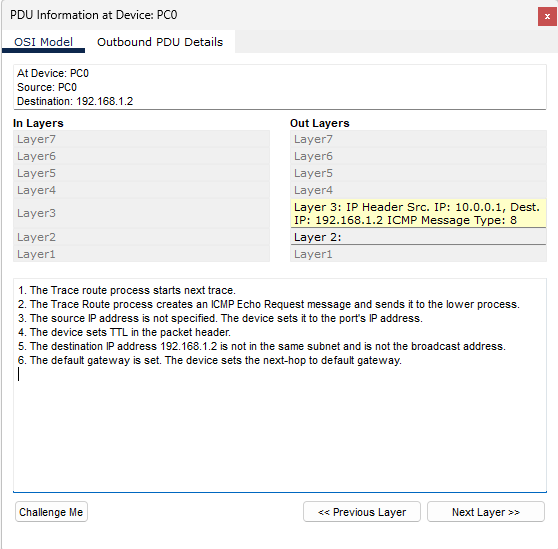 PDU Information at Device: PC0
x
OSI Model Outbound PDU Details
At Device: PC0
Source: PC0
Destination: 192.168.1.2
In Layers
Layer7
Layer6
Layer5
Layer4
Layer3
Layer2
Layer1
Out Layers
Layer7
Layer6
Layer5
Layer4
Layer 3: IP Header Src. IP: 10.0.0.1, Dest.
IP: 192.168.1.2 ICMP Message Type: 8
Layer 2:
Layer1
1. The Trace route process starts next trace.
2. The Trace Route process creates an ICMP Echo Request message and sends it to the lower process.
3. The source IP address is not specified. The device sets it to the port's IP address.
4. The device sets TTL in the packet header.
5. The destination IP address 192.168.1.2 is not in the same subnet and is not the broadcast address.
6. The default gateway is set. The device sets the next-hop to default gateway.
Challenge Me
<< Previous Layer
Next Layer >>